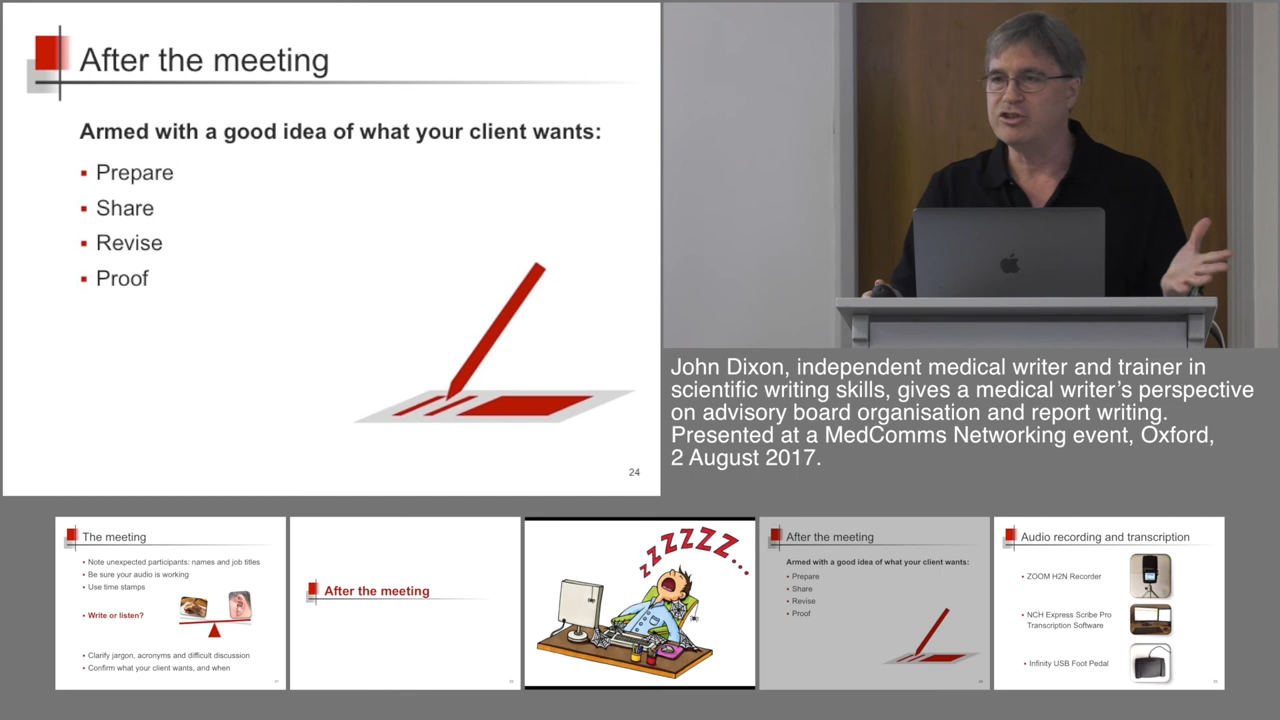 After the meeting
Armed with a good idea of what your client wants:
▪ Prepare
▪ Share
▪ Revise
▪ Proof
24
John Dixon, independent medical writer and trainer in
scientific writing skills, gives a medical writer’s perspective
on advisory board organisation and report writing.
Presented at a MedComms Networking event, Oxford,
2 August 2017.
The meeting
• Note unexpected participants: names and job titles
• Be sure your audio is working
• Use time stamps
• Write or listen?
• Clarify jargon, acronyms and difficult discussion
• Confirm what your client wants, and when
After the meeting
zZZZZZ...
After the meeting
Armed with a good idea of what your client wants:
• Prepare
• Share
• Revise
• Proof
Audio recording and transcription
• ZOOM H2N Recorder
• NCH Express Scribe Pro
Transcription Software
• Infinity USB Foot Pedal